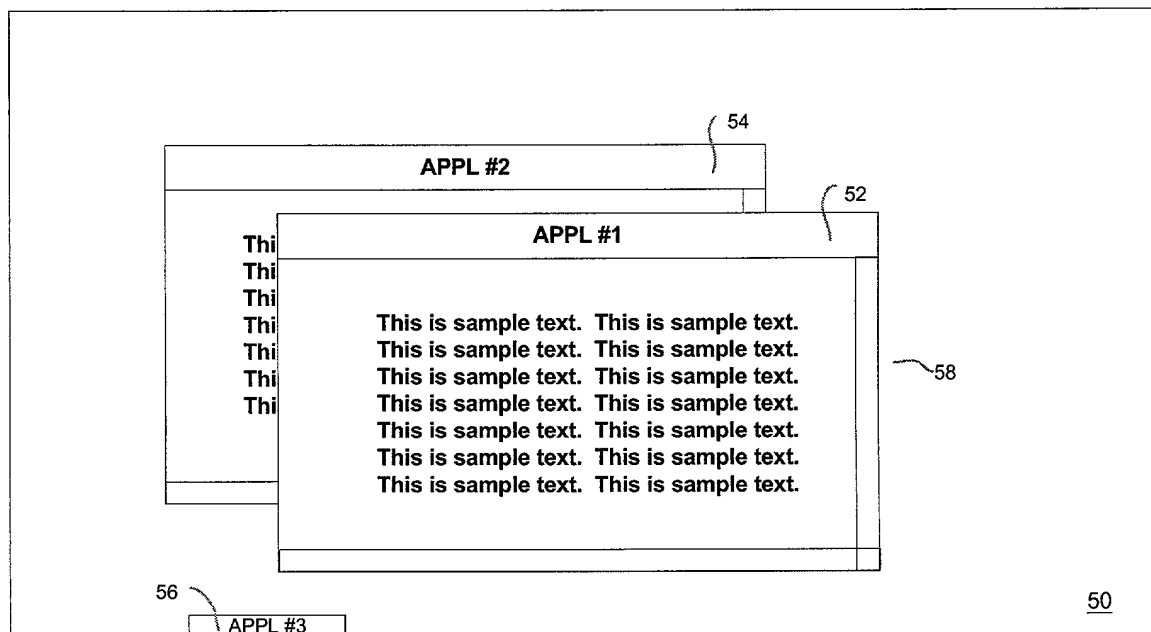 54
APPL #2
52
APPL #1
Thi
Thi
Thi
Thi
Thi
Thi
Thi
This is sample text.  This is sample text.
This is sample text.  This is sample text.
This is sample text.  This is sample text.
This is sample text.  This is sample text.
This is sample text.  This is sample text.
This is sample text.  This is sample text.
This is sample text.  This is sample text.
58
56
APPL #3
50